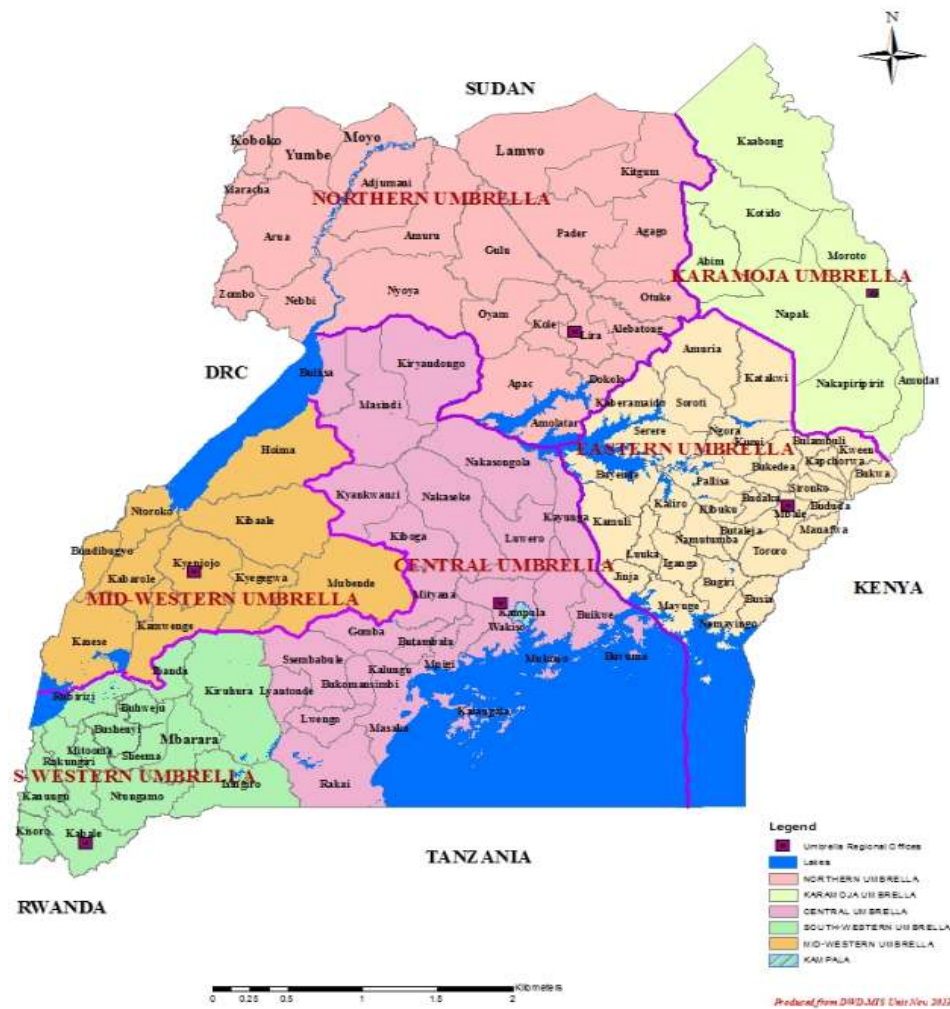 N
SUDAN
Kaabong
Koboko
Moyo
Yumbe
Lamwo
Kitgum
Maracha
Adjumani
NORTHERN UMBRELLA
Kotido
Arua
Amuru
Gulu
Pader
Agago
Abim
Moroto
KARAMOJA UMBRELLA
Zombo
Nebbi
Nyoya
Otuke
Oyam
Kole
Lira
Alebatong
Napak
DRC
Buliisa
Kiryandongo
Amuria
Katakwi
Masindi
Apac
Dokolo
Kaberamaido
Soroti
Nakapiripirit
Amudat
Amolatar
Serere
Ngora
Kumi
Bulambuli
Kween
Hoima
EASTERN UMBRELLA
Kapchorwa
Bukwa
Nakasongola
Buyende
Bukedea
Pallisa
Sironko
Kyankwanzi
Nakaseke
Kayunga
Kaliro
Budaka
Ntoroko
Kibaale
Kamuli
Kibuku
Mbale
Bududa
Kiboga
Luwero
Butaleja
Manafwa
Bundibugyo
Namutumba
Kyenjojo
Luuka
Iganga
Tororo
CENTRAL UMBRELLA
Kabarole
Kyegegwa
Mubende
Jinja
Bugiri
MID-WESTERN UMBRELLA
Mityana
KENYA
Kampala
Mayuge
Busia
Kamwenge
Wakiso
Buikwe
Namayingo
Kasese
Gomba
Butambala
Ssembabule
Kalungu
Mpigi
Mukono
Buvuma
Ibanda
Kiruhura
Lyantonde
Bukomansimbi
Rubirizi
Buhweju
Kalangala
Lwengo
Bushenyi
Masaka
Mbarara
Mitooma
Rukungiri
Sheema
S-WESTERN UMBRELLA
Isingiro
Rakai
Kanungu
Ntungamo
Kisoro
Kabale
TANZANIA
RWANDA
Legend
Umbrella Regional Offices
Lakes
NORTHERN UMBRELLA
KARAMOJA UMBRELLA
CENTRAL UMBRELLA
SOUTH-WESTERN UMBRELLA
MID-WESTERN UMBRELLA
KAMPALA
Kilometers
0 0.25 0.5 1 1.5 2
Produced from DWD-MIS Unit Nov.